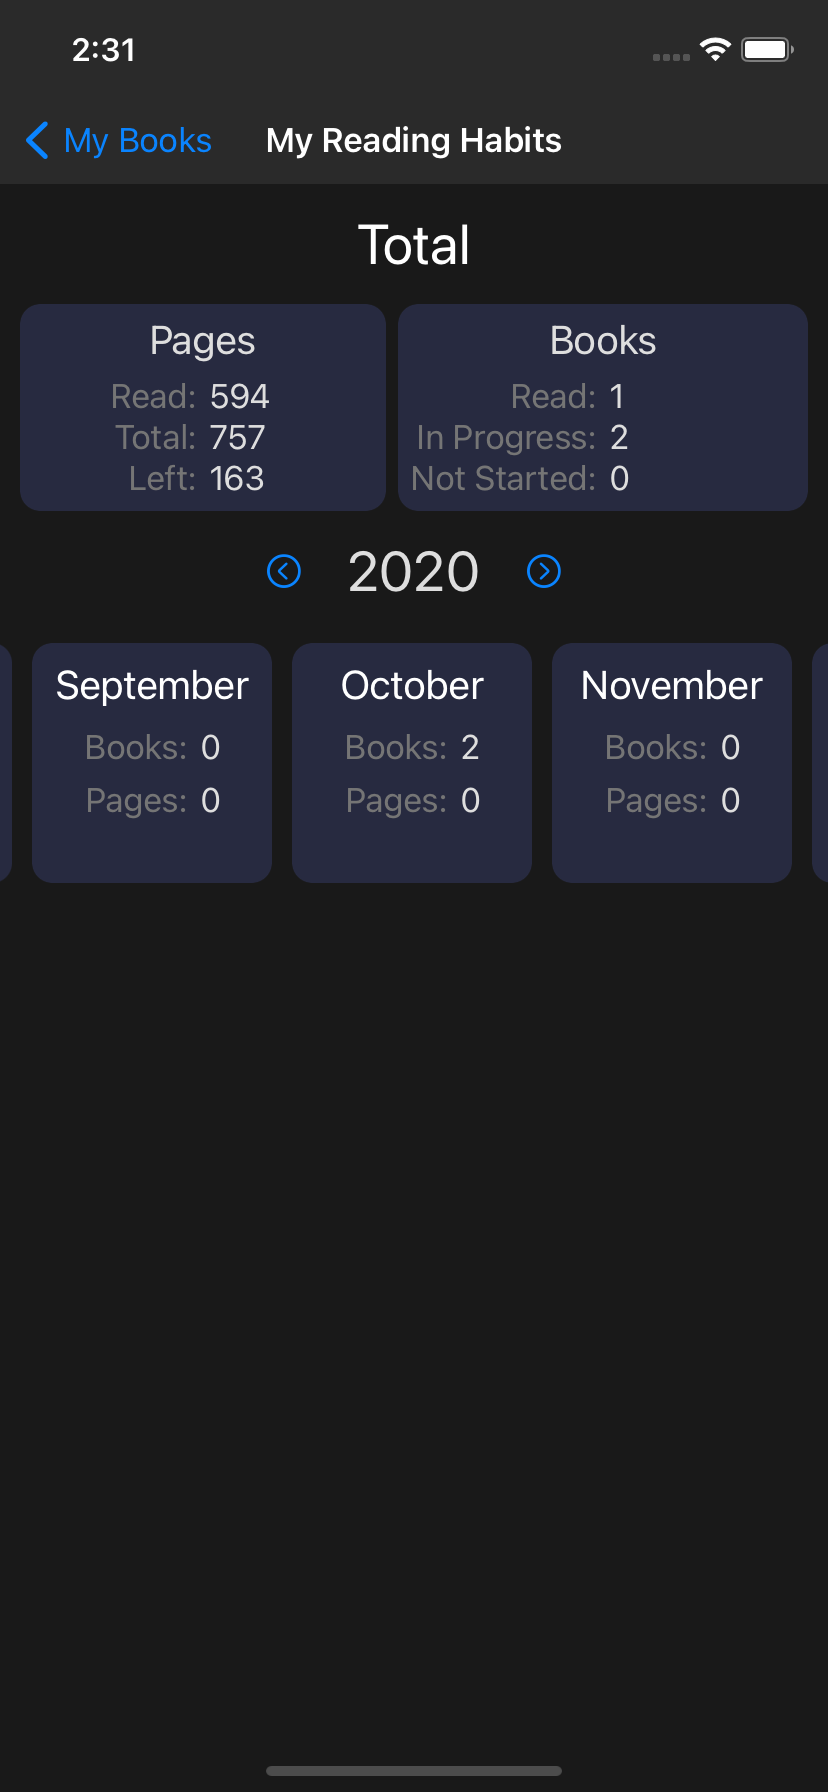 2:31
My Books My Reading Habits
Total
Pages
Read: 594
Total: 757
Left: 163
Books
Read: 1
In Progress: 2
Not Started: 0
2020
September
Books: 0
Pages: 0
October
Books: 2
Pages: 0
November
Books: 0
Pages: 0